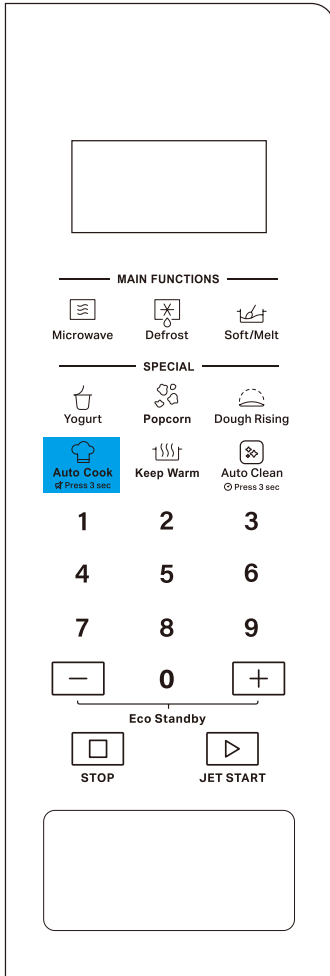 MAIN FUNCTIONS
Microwave Defrost Soft/Melt
SPECIAL
Yogurt Popcorn Dough Rising
Auto Cook Keep Warm Auto Clean
Press 3 sec Press 3 sec
1 2 3
4 5 6
7 8 9
− 0 +
Eco Standby
STOP JET START